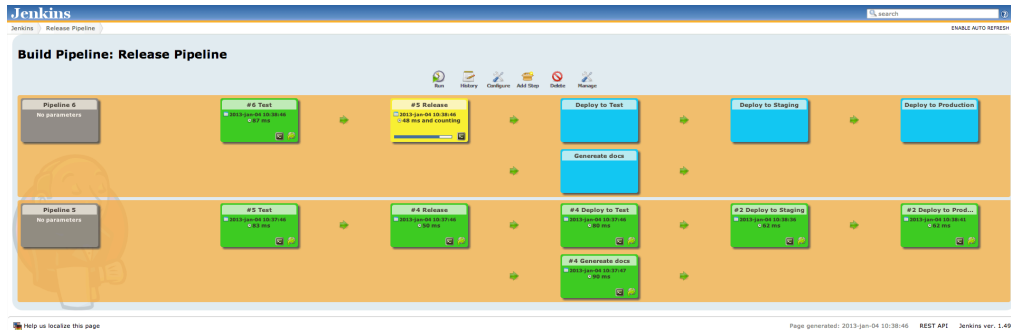 Jenkins
search
Jenkins
Release Pipeline
ENABLE AUTO REFRESH
Build Pipeline: Release Pipeline
Run
History
Configure
Add Step
Delete
Manage
Pipeline 6
No parameters
#6 Test
2013-jan-04 10:38:46
87 ms
#5 Release
2013-jan-04 10:38:46
48 ms and counting
Deploy to Test
Deploy to Staging
Deploy to Production
Genereate docs
Pipeline 5
No parameters
#5 Test
2013-jan-04 10:37:46
83 ms
#4 Release
2013-jan-04 10:37:46
50 ms
#4 Deploy to Test
2013-jan-04 10:37:46
80 ms
#2 Deploy to Staging
2013-jan-04 10:38:36
62 ms
#2 Deploy to Prod...
2013-jan-04 10:38:41
62 ms
#4 Genereate docs
2013-jan-04 10:37:47
90 ms
Help us localize this page
Page generated: 2013-jan-04 10:38:46
REST API
Jenkins ver. 1.49